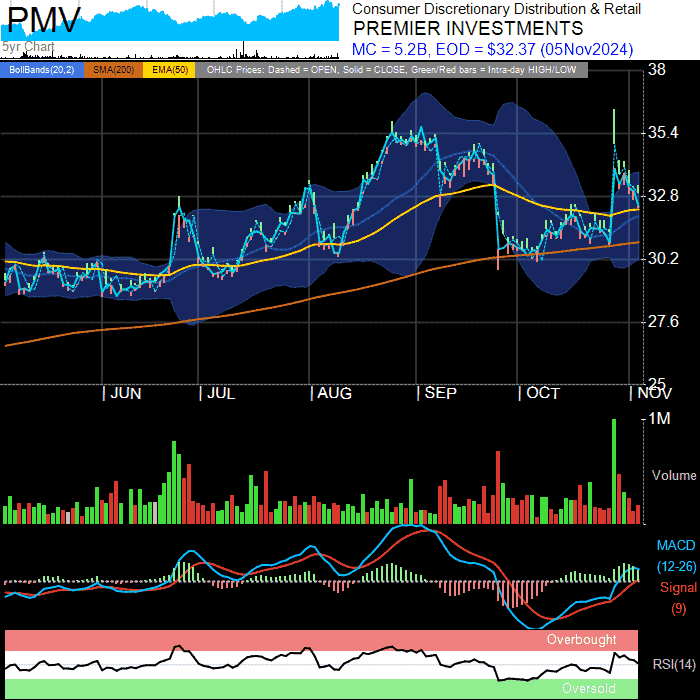 PMV
5yr Chart
Consumer Discretionary Distribution & Retail
PREMIER INVESTMENTS
MC = 5.2B, EOD = $32.37 (05Nov2024)
BollBands(20,2) SMA(200) EMA(50) OHLC Prices: Dashed = OPEN, Solid = CLOSE, Green/Red bars = Intra-day HIGH/LOW
38
35.4
32.8
30.2
27.6
25
| JUN | JUL | AUG | SEP | OCT | NOV
1M
Volume
MACD
(12-26)
Signal
(9)
Overbought
RSI(14)
Oversold